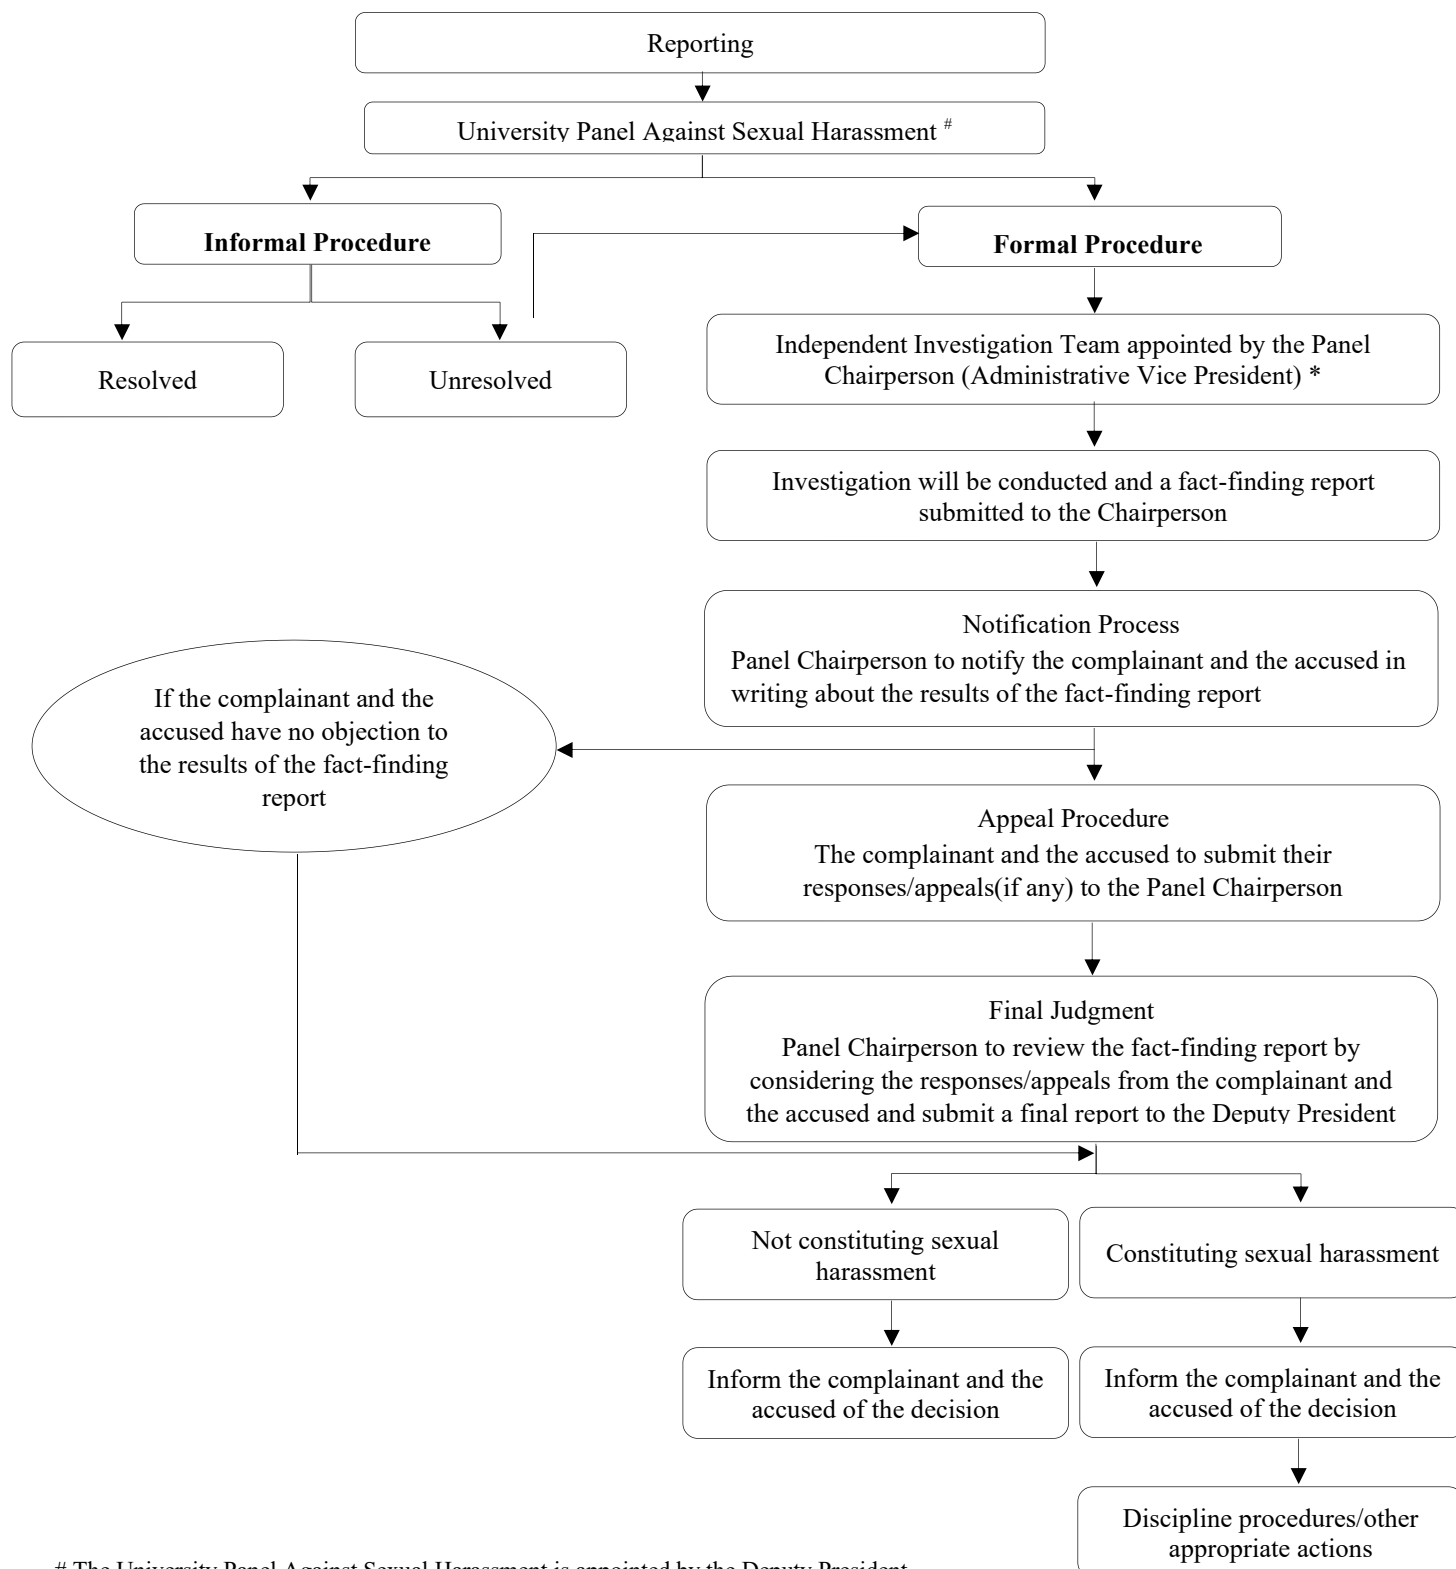 Reporting
University Panel Against Sexual Harassment #
Informal Procedure
Formal Procedure
Independent Investigation Team appointed by the Panel
Chairperson (Administrative Vice President) *
Resolved
Unresolved
Investigation will be conducted and a fact-finding report
submitted to the Chairperson
Notification Process
Panel Chairperson to notify the complainant and the accused in
writing about the results of the fact-finding report
If the complainant and the
accused have no objection to
the results of the fact-finding
report
Appeal Procedure
The complainant and the accused to submit their
responses/appeals(if any) to the Panel Chairperson
Final Judgment
Panel Chairperson to review the fact-finding report by
considering the responses/appeals from the complainant and
the accused and submit a final report to the Deputy President
Not constituting sexual
harassment
Constituting sexual harassment
Inform the complainant and the
accused of the decision
Inform the complainant and the
accused of the decision
Discipline procedures/other
appropriate actions
# The University Panel Against Sexual Harassment is appointed by the Deputy President